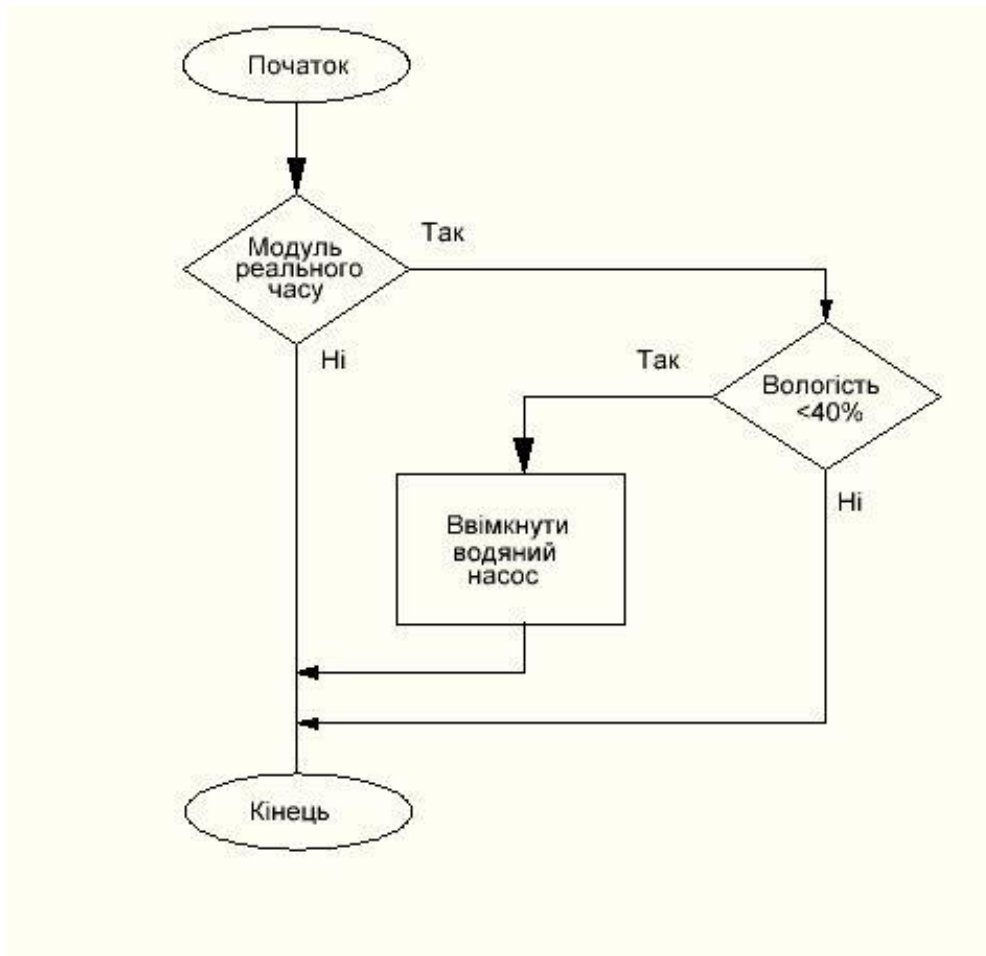 Початок
Модуль
реального
часу
Так
Ні
Вологість
<40%
Так
Ні
Ввімкнути
водяний
насос
Кінець